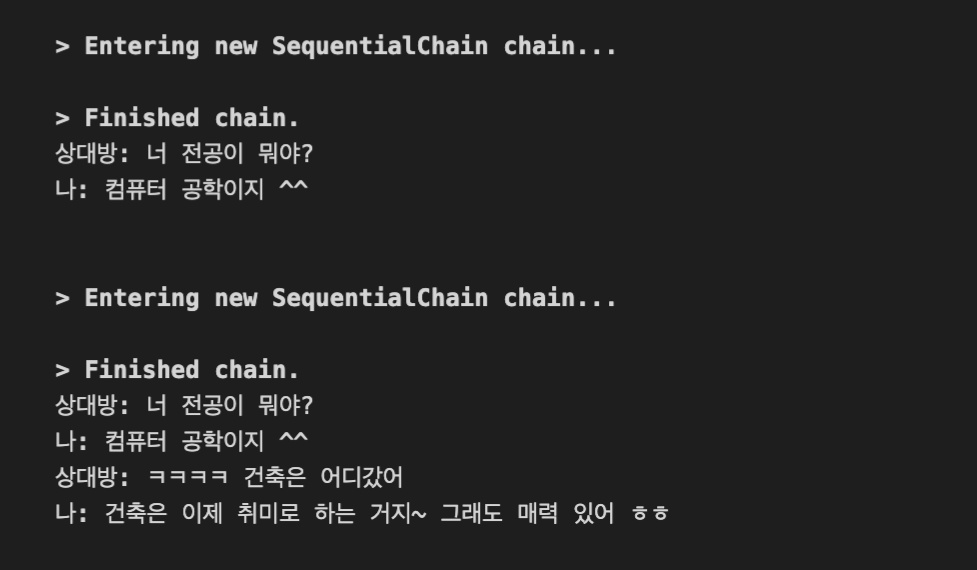 > Entering new SequentialChain chain...
> Finished chain.
상대방: 너 전공이 뭐야?
나: 컴퓨터 공학이지 ^^
> Entering new SequentialChain chain...
> Finished chain.
상대방: 너 전공이 뭐야?
나: 컴퓨터 공학이지 ^^
상대방: ㅋㅋㅋㅋ 건축은 어디갔어
나: 건축은 이제 취미로 하는 거지~ 그래도 매력 있어 ㅎㅎ